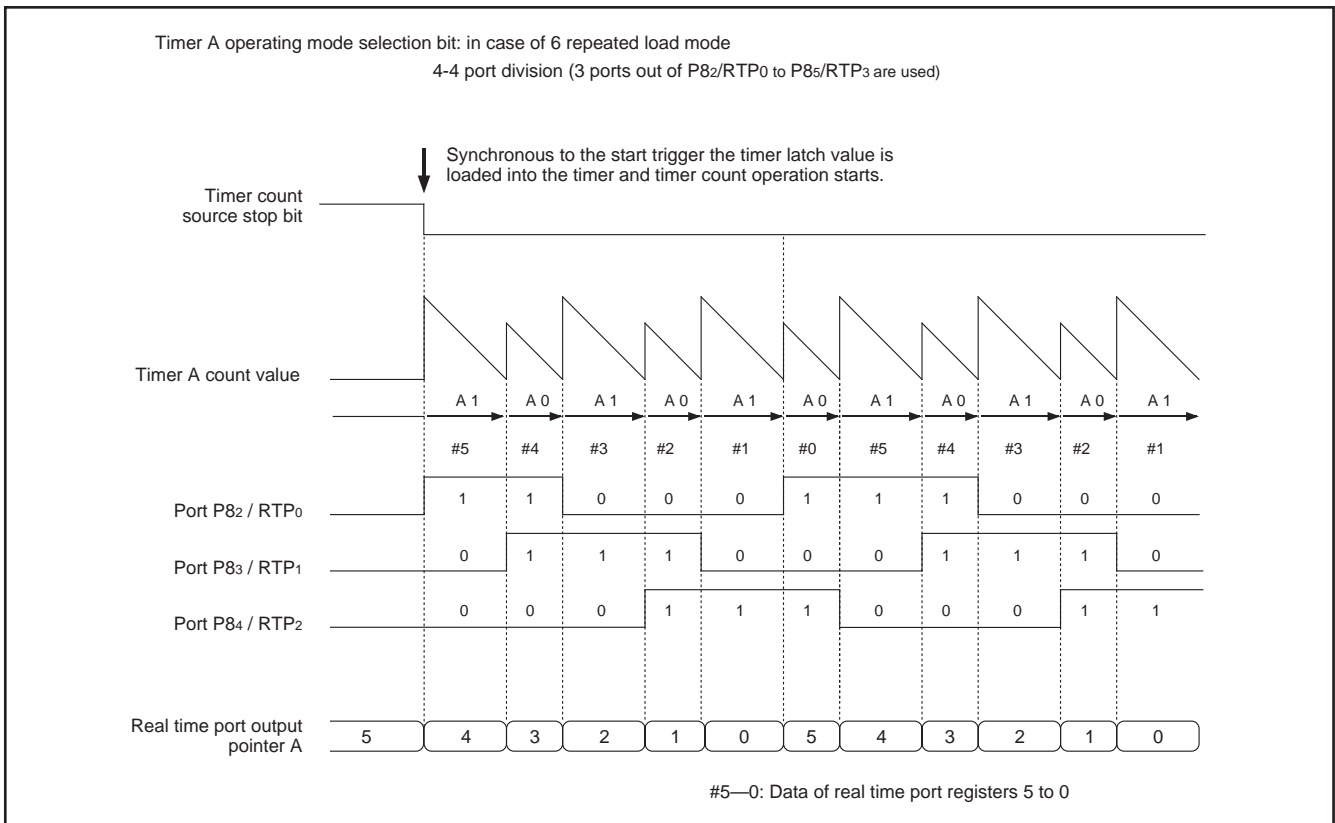 Timer A operating mode selection bit: in case of 6 repeated load mode
4-4 port division (3 ports out of P82/RTP0 to P85/RTP3 are used)
Synchronous to the start trigger the timer latch value is
loaded into the timer and timer count operation starts.
Timer count
source stop bit
Timer A count value
A 1 A 0 A 1 A 0 A 1 A 0 A 1 A 0 A 1 A 0 A 1
#5 #4 #3 #2 #1 #0 #5 #4 #3 #2 #1
Port P82 / RTP0 1 1 0 0 0 1 1 1 0 0 0
Port P83 / RTP1 0 1 1 1 0 0 0 1 1 1 0
Port P84 / RTP2 0 0 0 1 1 1 0 0 0 1 1
Real time port output
pointer A
5 4 3 2 1 0 5 4 3 2 1 0
#5—0: Data of real time port registers 5 to 0